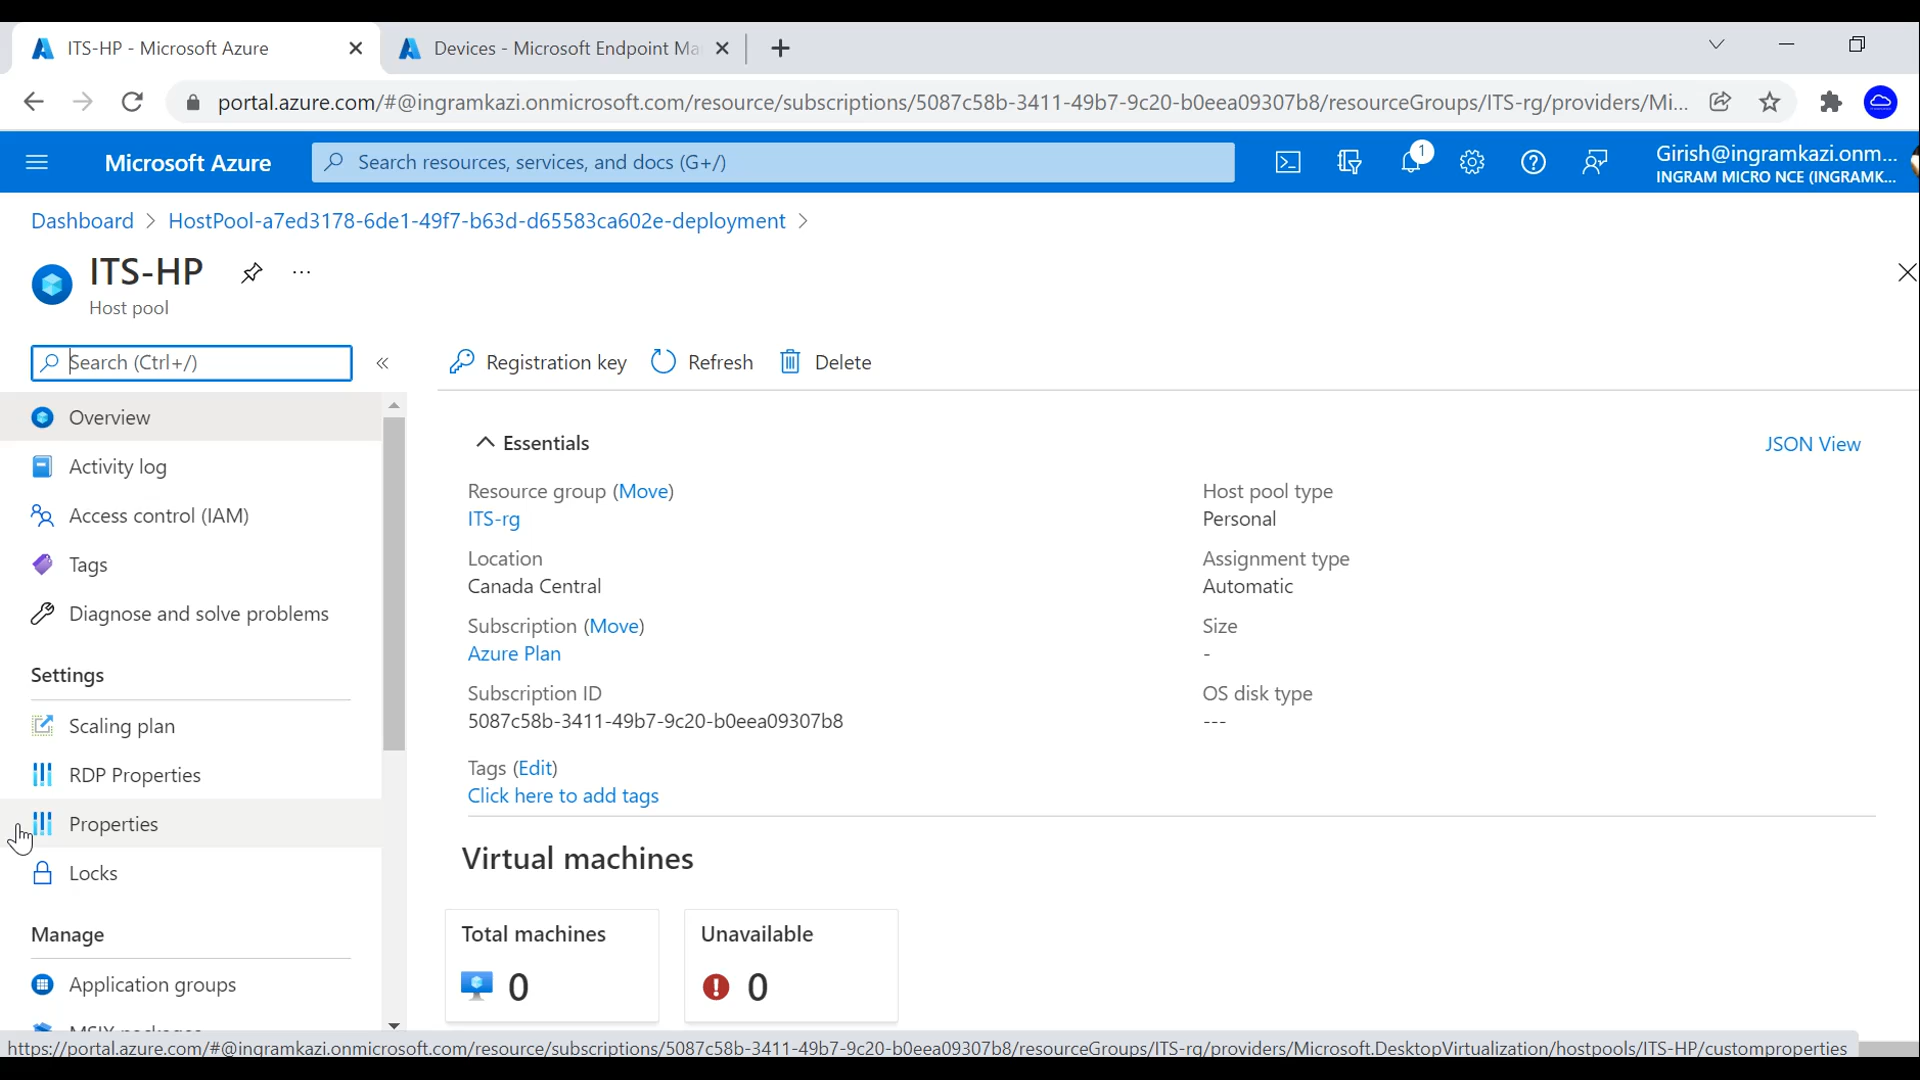 ITS-HP - Microsoft Azure
Devices - Microsoft Endpoint Ma
portal.azure.com/#@ingramkazi.onmicrosoft.com/resource/subscriptions/5087c58b-3411-49b7-9c20-b0eea09307b8/resourceGroups/ITS-rg/providers/Mi...
Microsoft Azure
Search resources, services, and docs (G+/)
1
Girish@ingramkazi.onm...
INGRAM MICRO NCE (INGRAMK...
Dashboard > HostPool-a7ed3178-6de1-49f7-b63d-d65583ca602e-deployment >
ITS-HP
...
Host pool
Search (Ctrl+/)
«
Overview
Activity log
Access control (IAM)
Tags
Diagnose and solve problems
Settings
Scaling plan
RDP Properties
Properties
Locks
Manage
Application groups
MSIX packages
Registration key
Refresh
Delete
Essentials
JSON View
Resource group (Move)
ITS-rg
Location
Canada Central
Subscription (Move)
Azure Plan
Subscription ID
5087c58b-3411-49b7-9c20-b0eea09307b8
Tags (Edit)
Click here to add tags
Host pool type
Personal
Assignment type
Automatic
Size
-
OS disk type
---
Virtual machines
Total machines
0
Unavailable
0
https://portal.azure.com/#@ingramkazi.onmicrosoft.com/resource/subscriptions/5087c58b-3411-49b7-9c20-b0eea09307b8/resourceGroups/ITS-rg/providers/Microsoft.DesktopVirtualization/hostpools/ITS-HP/customproperties